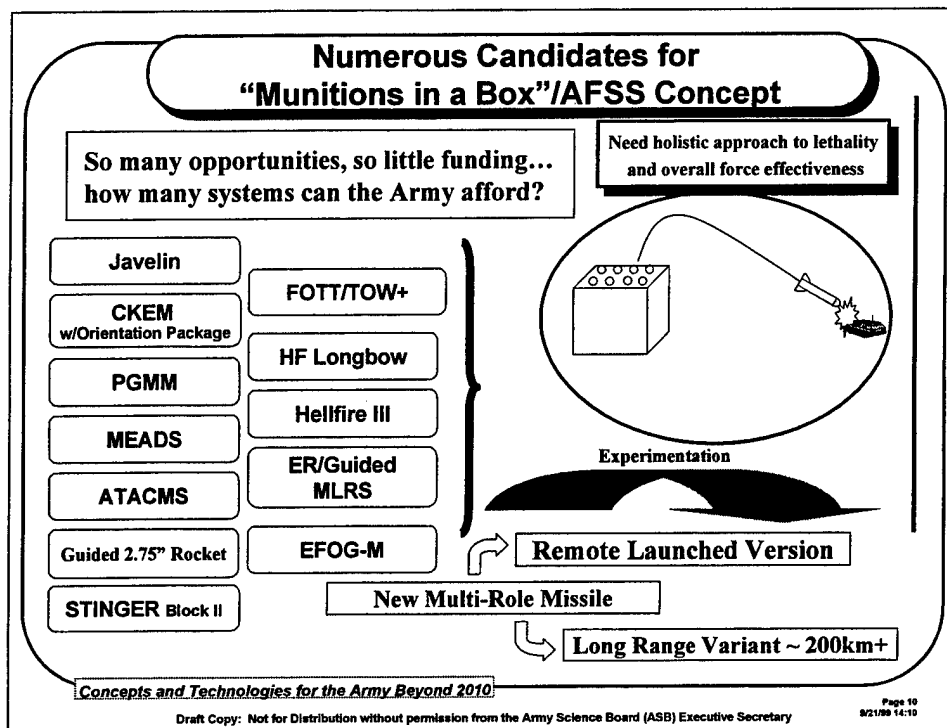 Numerous Candidates for
“Munitions in a Box”/AFSS Concept
So many opportunities, so little funding...
how many systems can the Army afford?
Need holistic approach to lethality
and overall force effectiveness
Javelin
CKEM
w/Orientation Package
PGMM
MEADS
ATACMS
Guided 2.75” Rocket
STINGER Block II
FOTT/TOW+
HF Longbow
Hellfire III
ER/Guided
MLRS
EFOG-M
Experimentation
Remote Launched Version
New Multi-Role Missile
Long Range Variant ~ 200km+
Concepts and Technologies for the Army Beyond 2010
Page 10
9/21/99 14:10
Draft Copy: Not for Distribution without permission from the Army Science Board (ASB) Executive Secretary